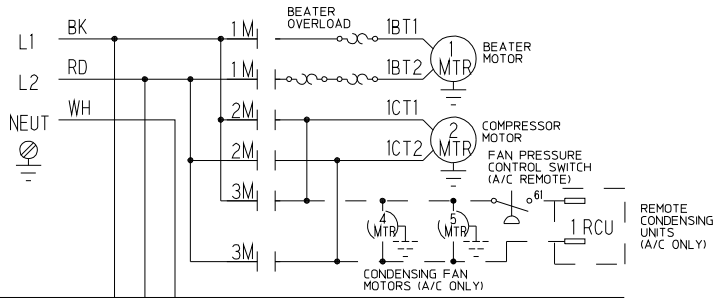 BEATER
OVERLOAD
L1 BK 1M 1BT1
1 MTR
BEATER
MOTOR
L2 RD 1M 1BT2
NEUT WH 2M 1CT1
2 MTR
COMPRESSOR
MOTOR
2M 1CT2
FAN PRESSURE
CONTROL SWITCH
(A/C REMOTE)
3M
4 MTR
5 MTR
61
1 RCU
REMOTE
CONDENSING
UNITS
(A/C ONLY)
3M
CONDENSING FAN
MOTORS (A/C ONLY)